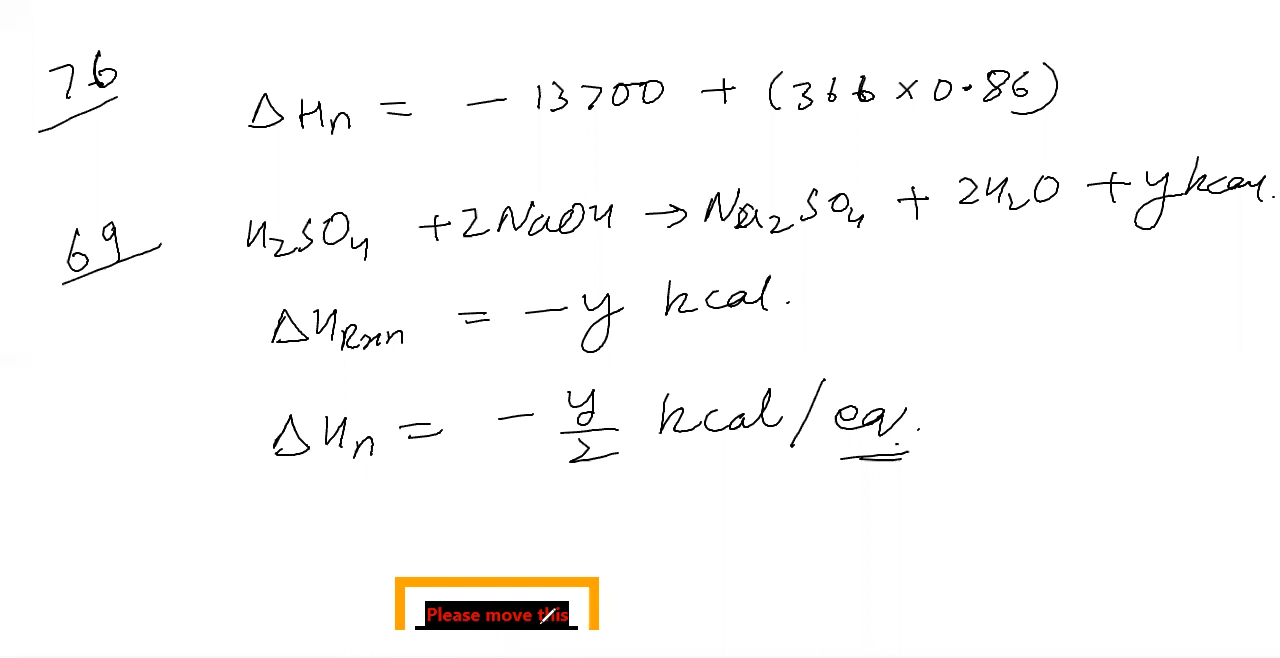 76
ΔHn = - 13700 + (366 × 0.86)
69 H2SO4 + 2NaOH → Na2SO4 + 2H2O + y kcal.
ΔHRxn = - y kcal.
ΔHn = - y/2 kcal/eq.
Please move this